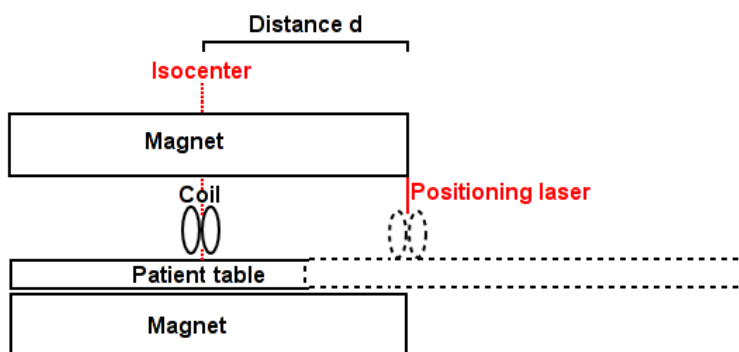 Distance d
Isocenter
Magnet
Coil
Positioning laser
Patient table
Magnet